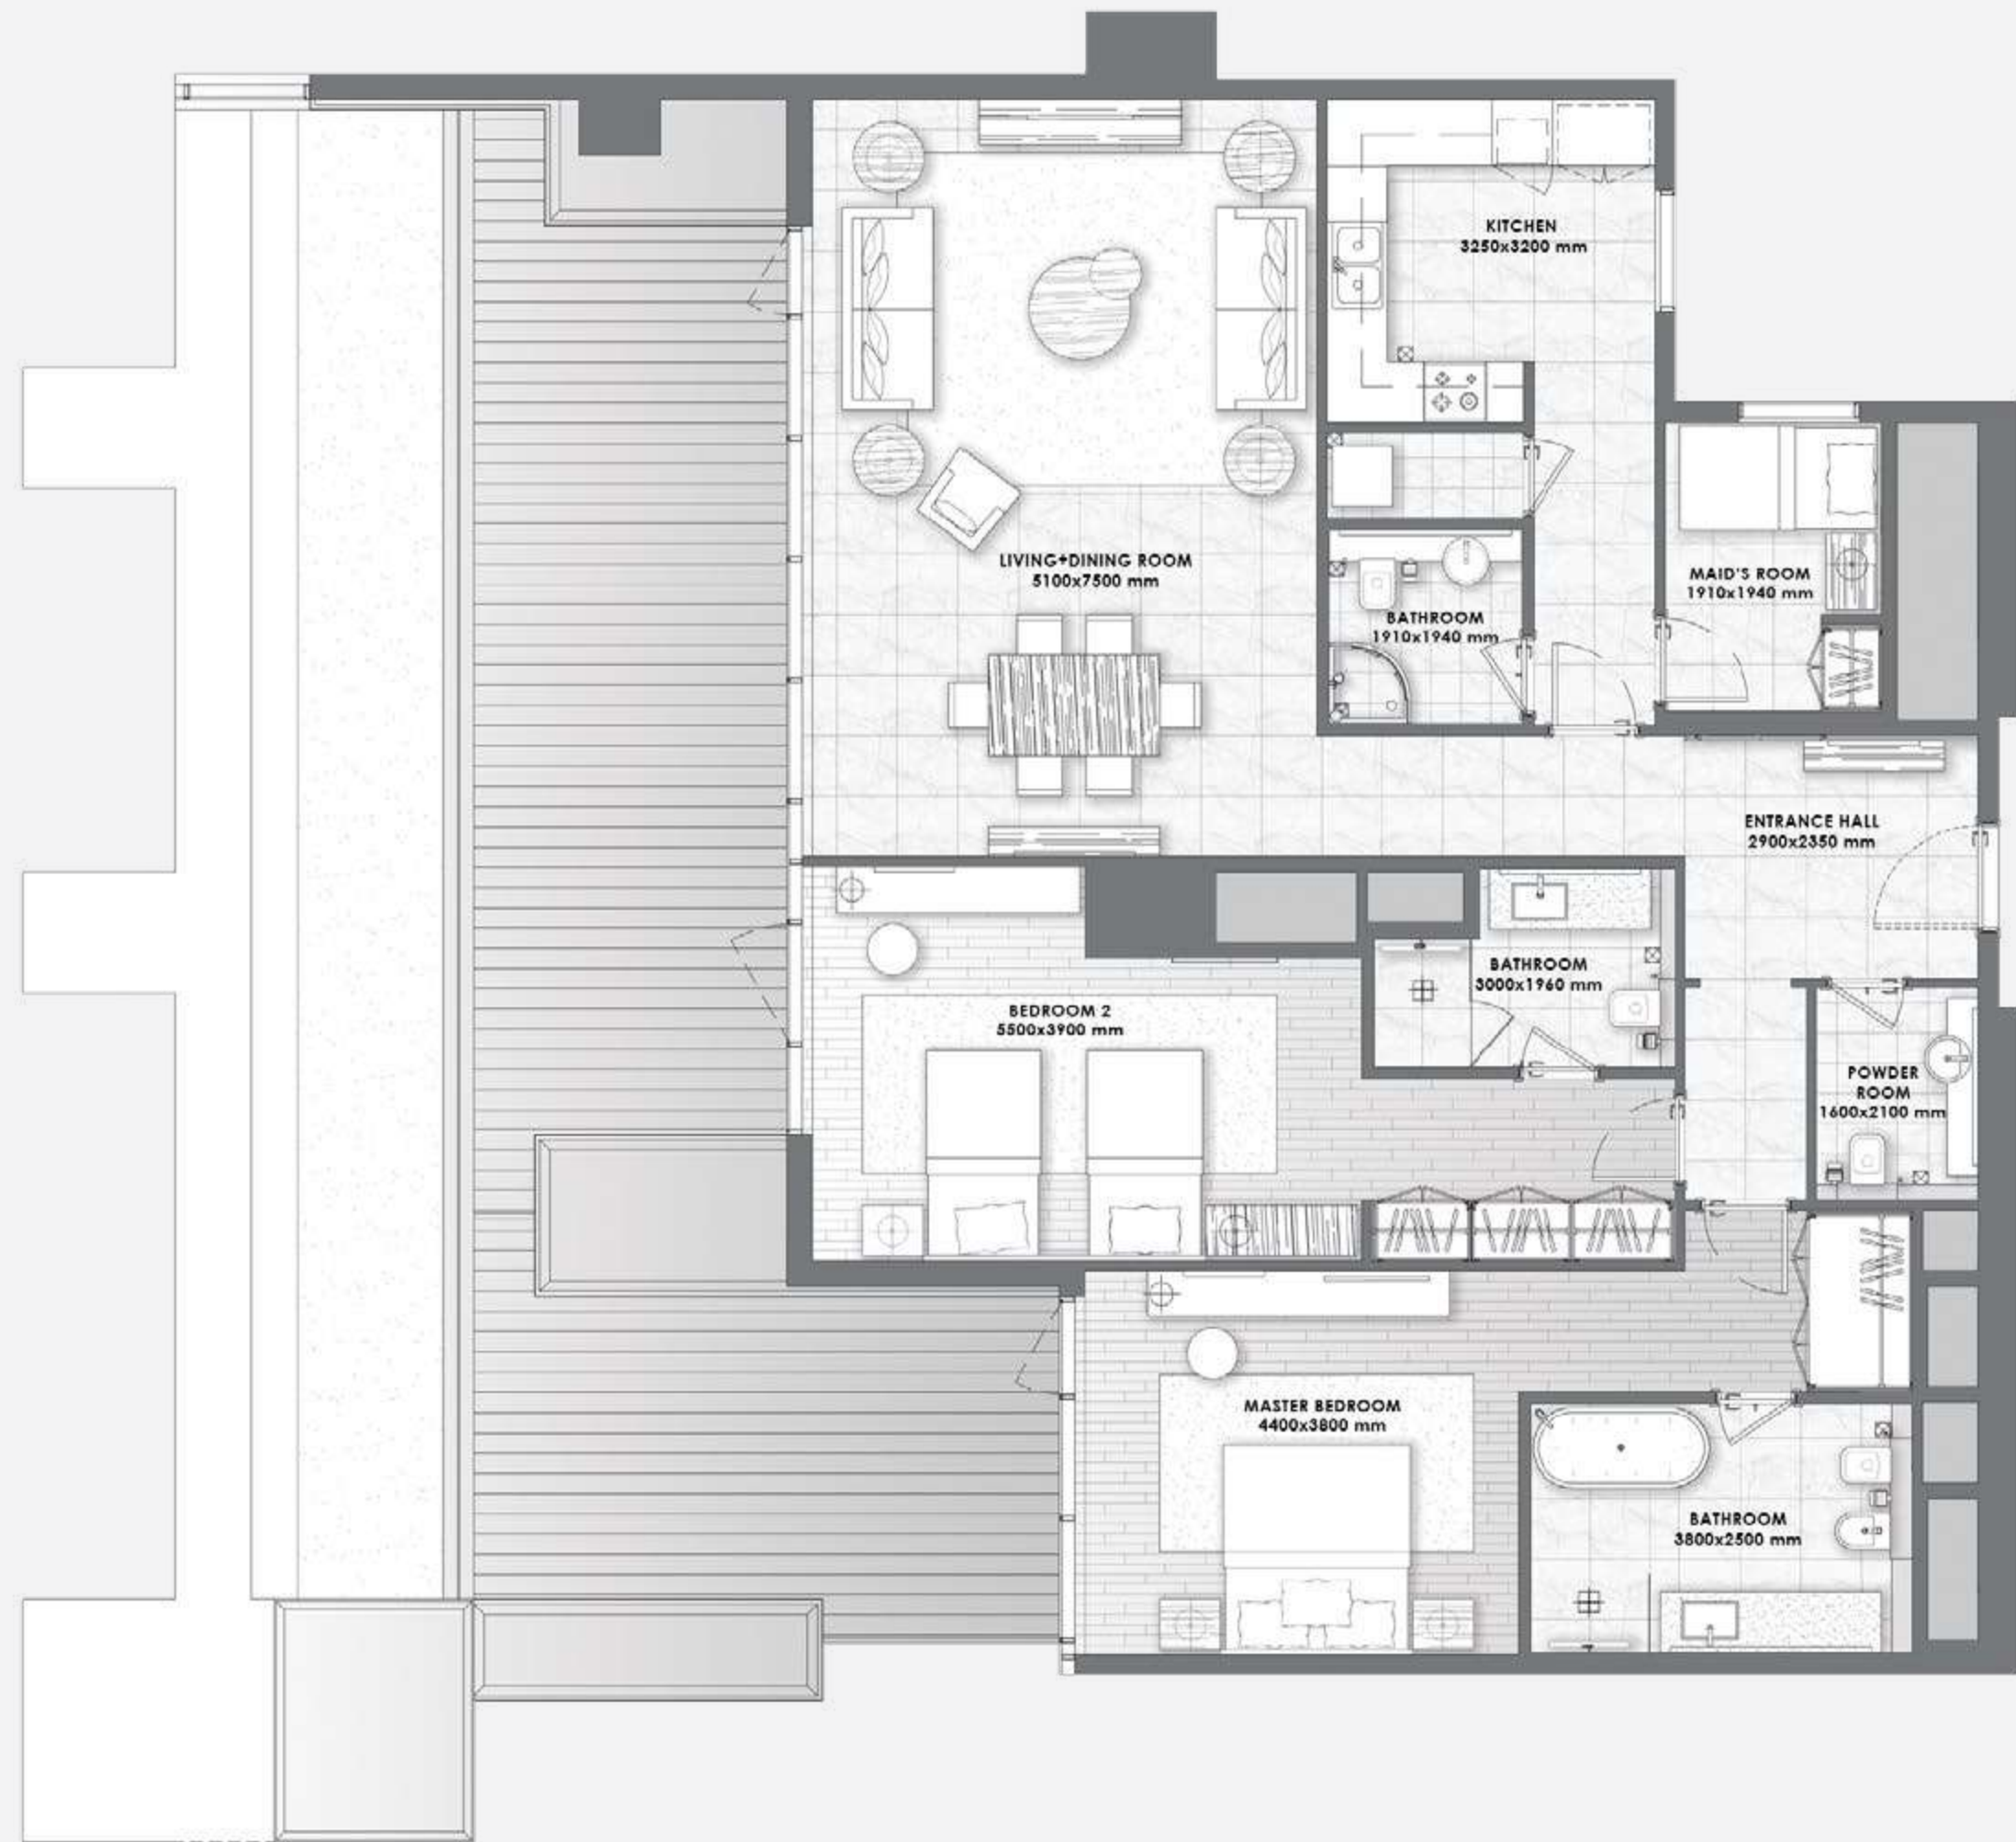 KITCHEN
3250x3200 mm
LIVING+DINING ROOM
5100x7500 mm
MAID'S ROOM
1910x1940 mm
BATHROOM
1910x1940 mm
ENTRANCE HALL
2900x2350 mm
BATHROOM
3000x1960 mm
BEDROOM 2
5500x3900 mm
POWDER
ROOM
1600x2100 mm
MASTER BEDROOM
4400x3800 mm
BATHROOM
3800x2500 mm